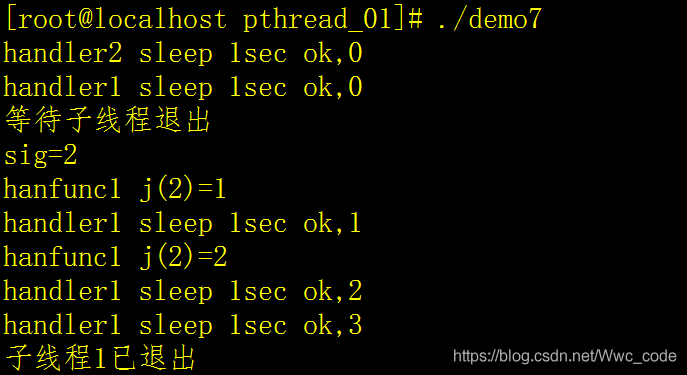 [root@localhost pthread_01]# ./demo7
handler2 sleep 1sec ok,0
handler1 sleep 1sec ok,0
等待子线程退出
sig=2
hanfunc1 j(2)=1
handler1 sleep 1sec ok,1
hanfunc1 j(2)=2
handler1 sleep 1sec ok,2
handler1 sleep 1sec ok,3
子线程1已退出
https://blog.csdn.net/Wwc_code